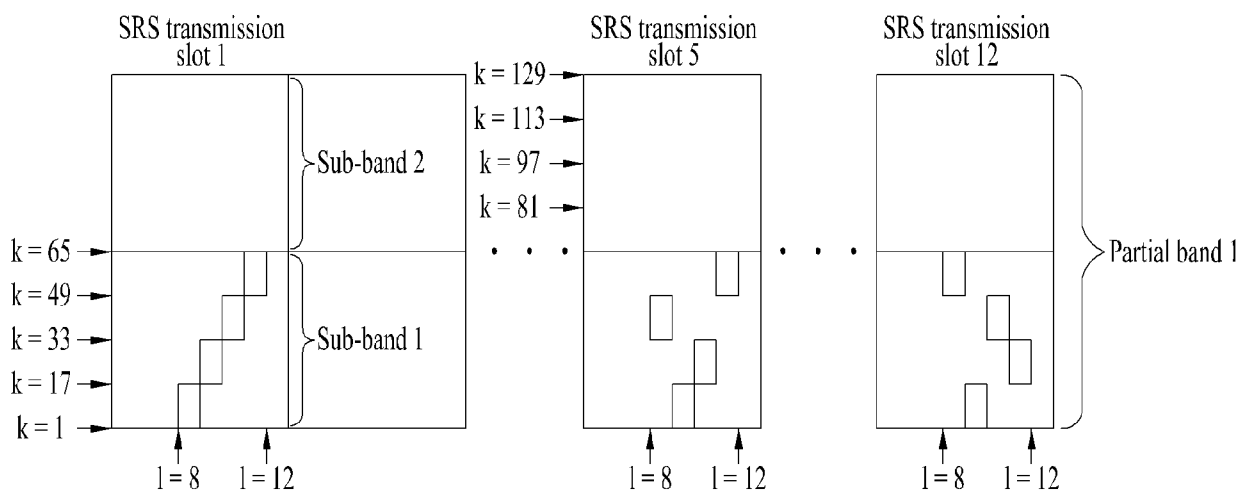 SRS transmission
slot 1
SRS transmission
slot 5
SRS transmission
slot 12
k = 129
k = 113
k = 97
k = 81
Sub-band 2
k = 65
k = 49
k = 33
k = 17
k = 1
Sub-band 1
Partial band 1
l = 8
l = 12
l = 8
l = 12
l = 8
l = 12